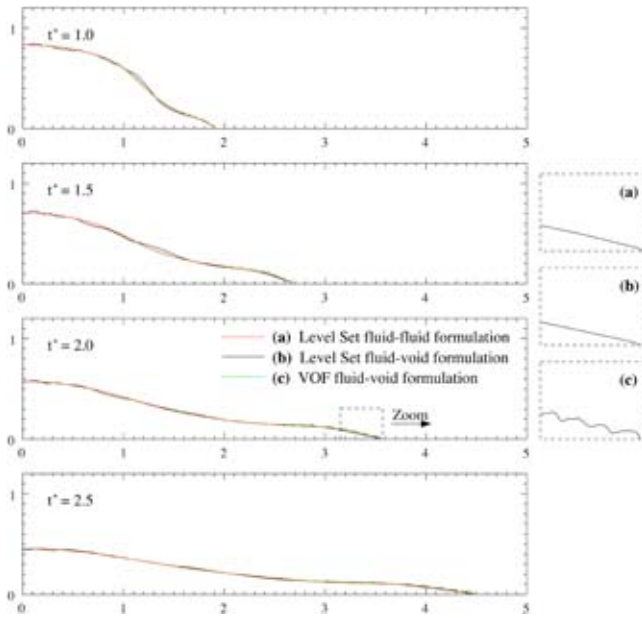 t* = 1.0
1
0
0 1 2 3 4 5
t* = 1.5
1
0
0 1 2 3 4 5
t* = 2.0
(a) Level Set fluid-fluid formulation
(b) Level Set fluid-void formulation
(c) VOF fluid-void formulation
Zoom
1
0
0 1 2 3 4 5
t* = 2.5
1
0
0 1 2 3 4 5
(a)
(b)
(c)